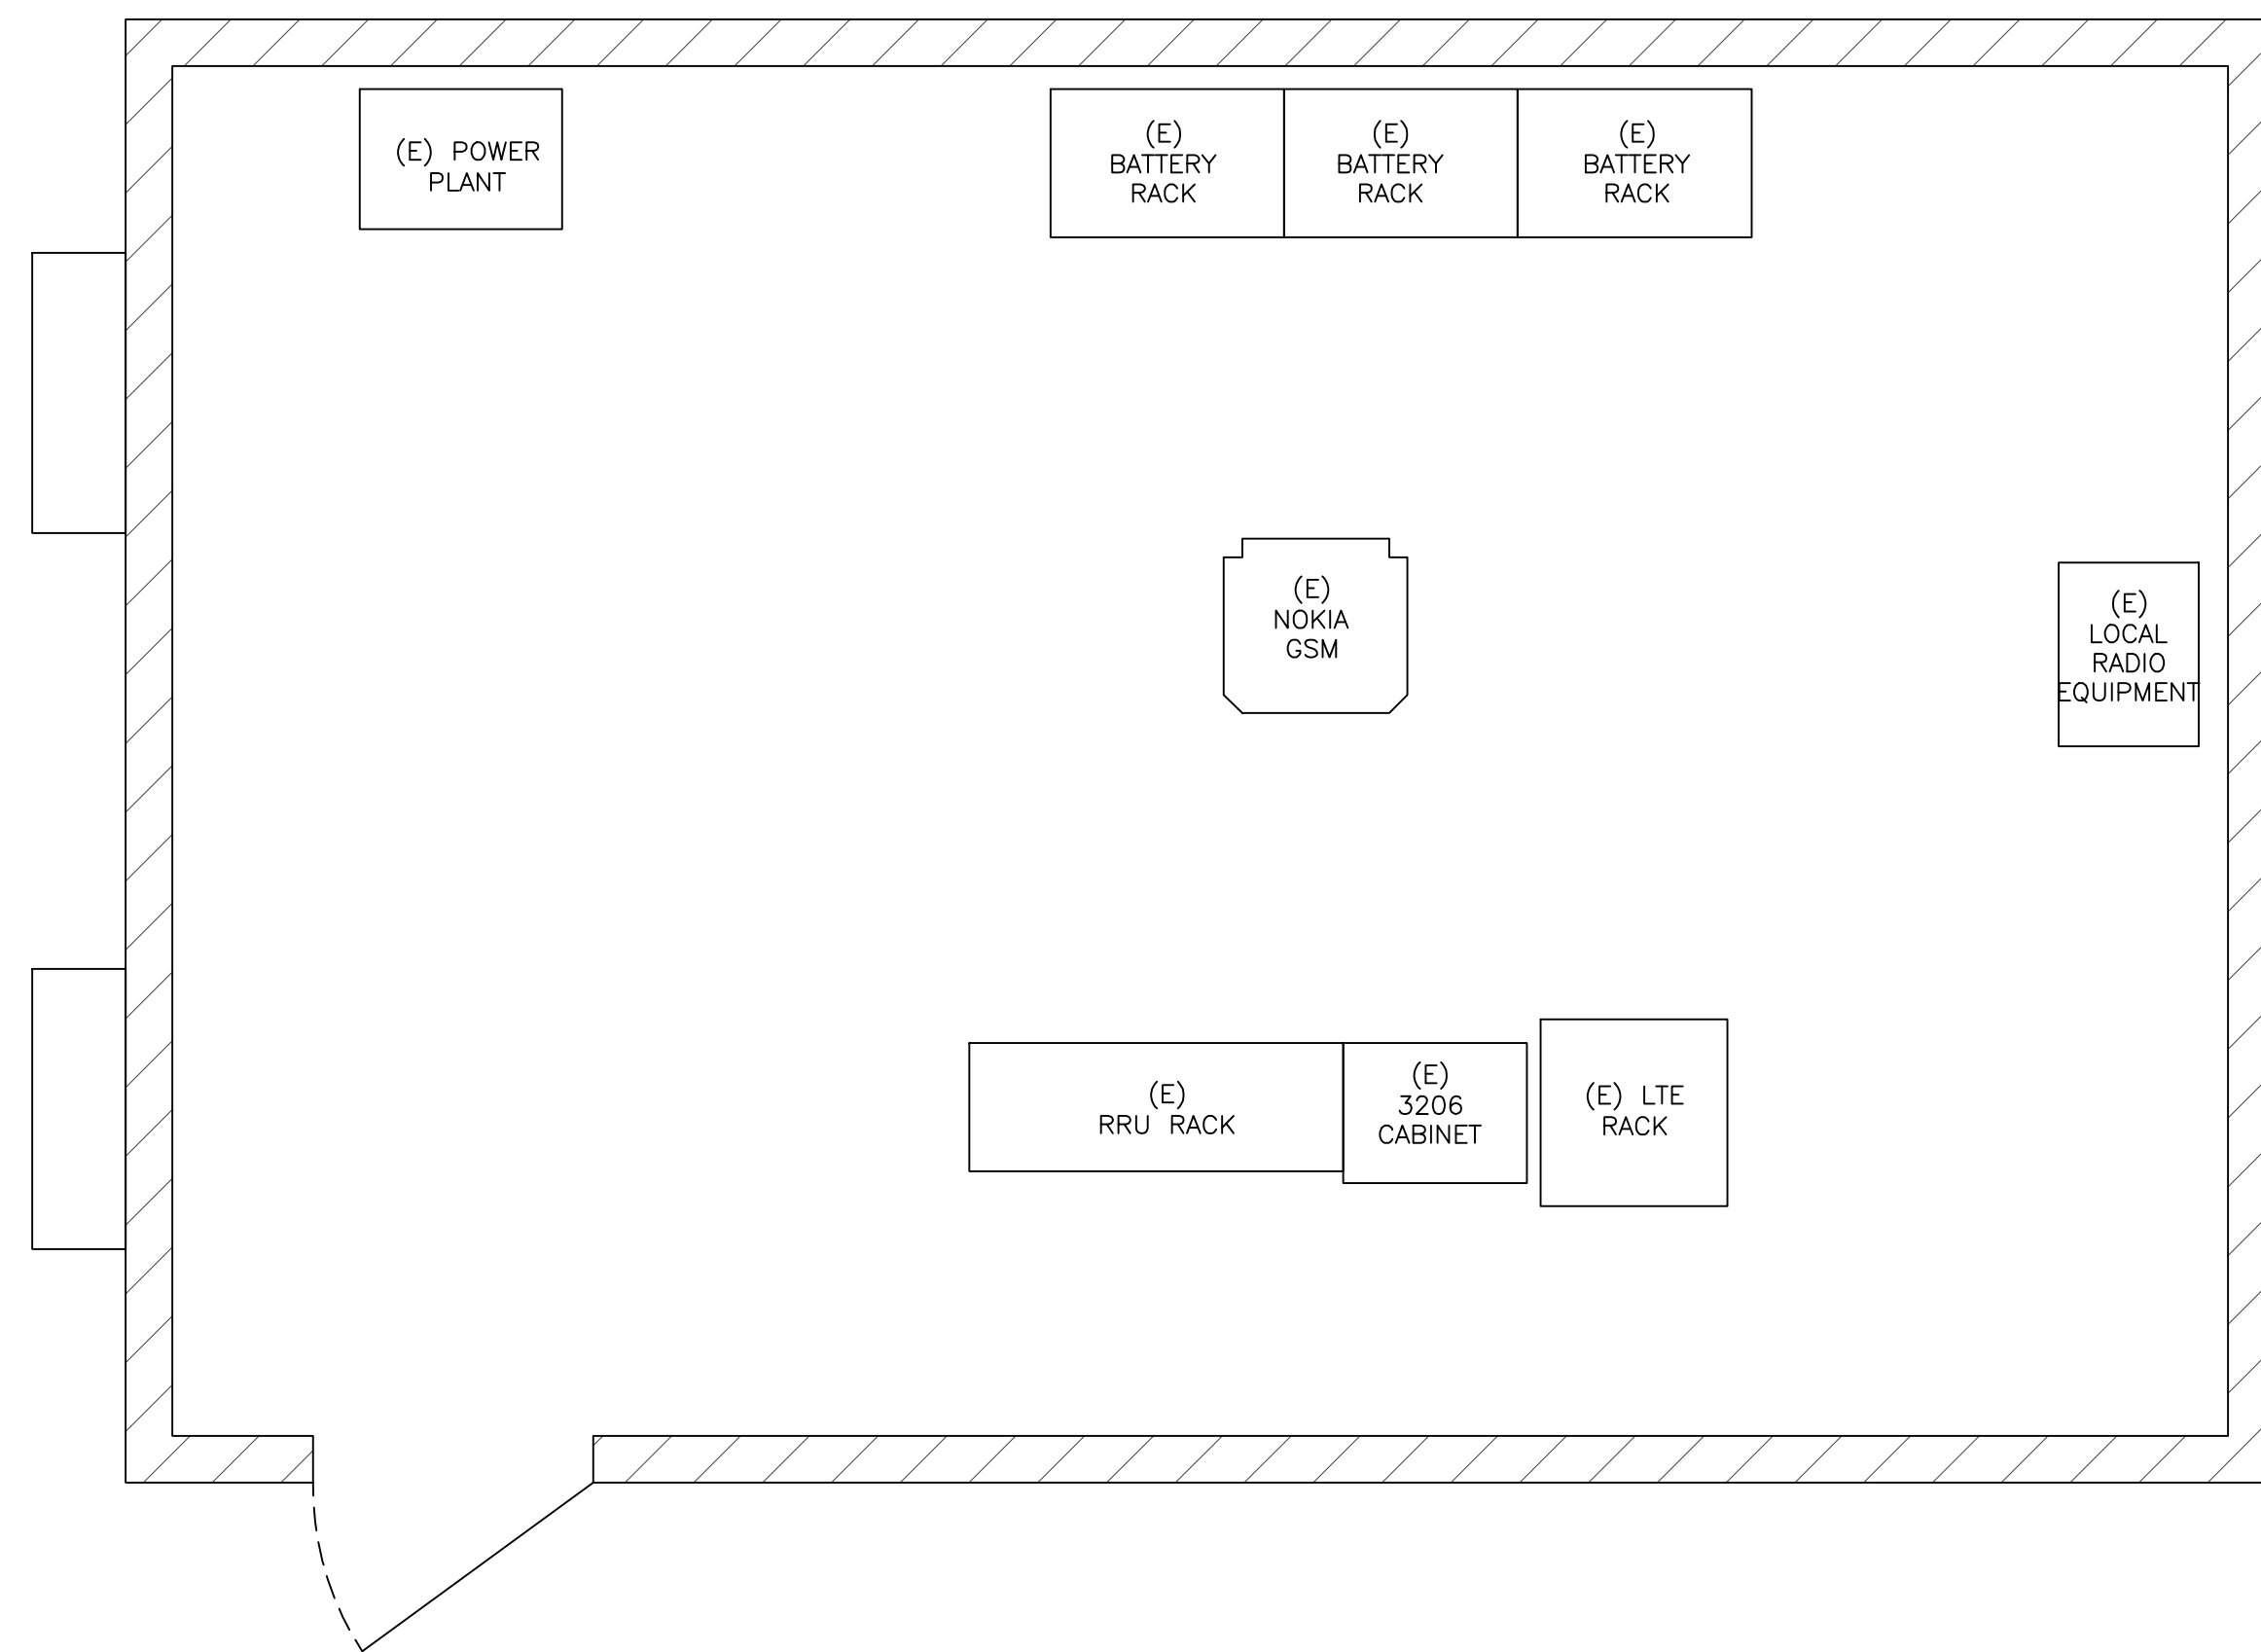 (E) POWER
PLANT
(E)
BATTERY
RACK
(E)
BATTERY
RACK
(E)
BATTERY
RACK
(E)
NOKIA
GSM
(E)
LOCAL
RADIO
EQUIPMENT
(E)
RRU RACK
(E)
3206
CABINET
(E) LTE
RACK